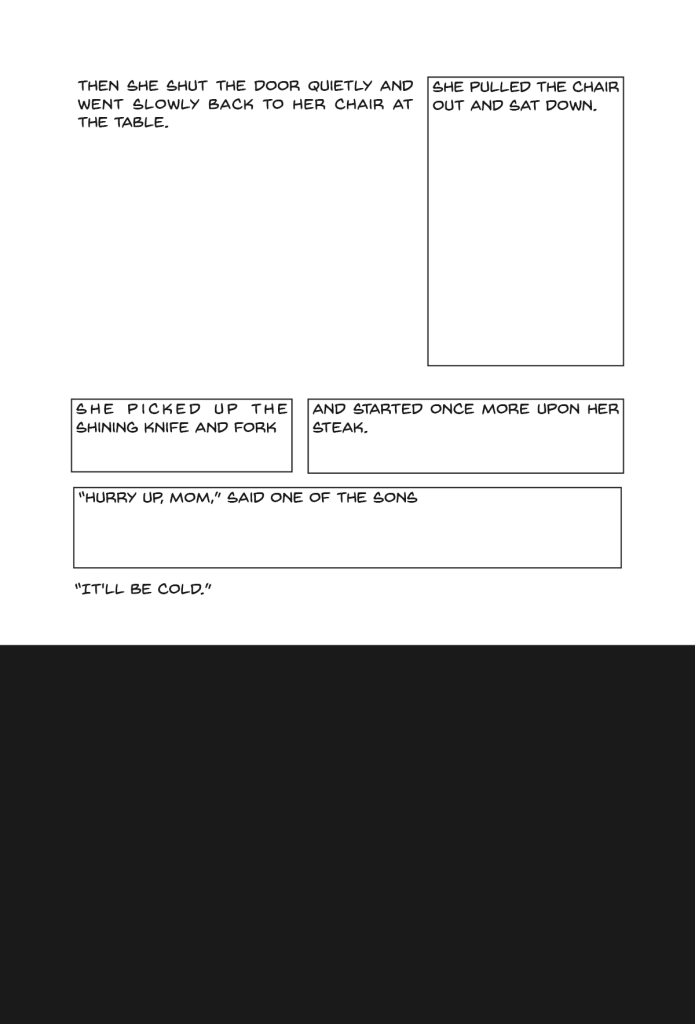 THEN SHE SHUT THE DOOR QUIETLY AND
WENT SLOWLY BACK TO HER CHAIR AT
THE TABLE.
SHE PULLED THE CHAIR
OUT AND SAT DOWN.
SHE PICKED UP THE
SHINING KNIFE AND FORK
AND STARTED ONCE MORE UPON HER
STEAK.
"HURRY UP, MOM," SAID ONE OF THE SONS
"IT'LL BE COLD."